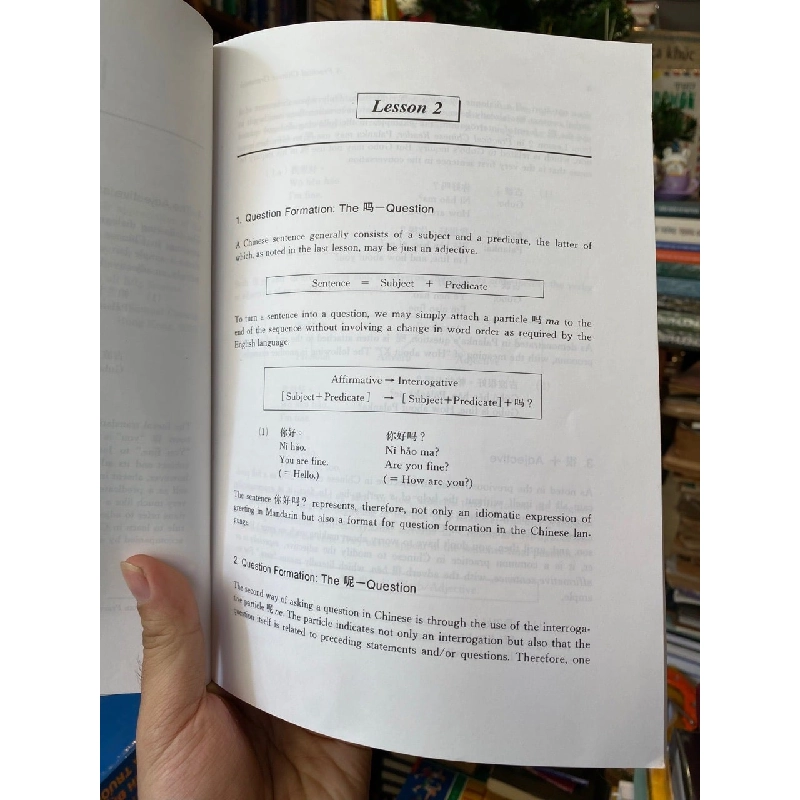 Lesson 2
1. Question Formation: The 吗—Question
A Chinese sentence generally consists of a subject and a predicate, the latter of
which, as noted in the last lesson, may be just an adjective.
Sentence = Subject + Predicate
To turn a sentence into a question, we may simply attach a particle 吗 ma to the
end of the sequence without involving a change in word order as required by the
English language.
Affirmative → Interrogative
[Subject+Predicate] → [Subject+Predicate]+吗?
(1) 你好。 你好吗?
Nǐ hǎo. Nǐ hǎo ma?
You are fine. Are you fine?
(= Hello.) (= How are you?)
The sentence 你好吗? represents, therefore, not only an idiomatic expression of
greeting in Mandarin but also a format for question formation in the Chinese lan-
guage.
2 Question Formation: The 呢—Question
The second way of asking a question in Chinese is through the use of the interroga-
tive particle 呢 ne. The particle indicates not only an interrogation but also that the
question itself is related to preceding statements and/or questions. Therefore, one
khúc
TRUO